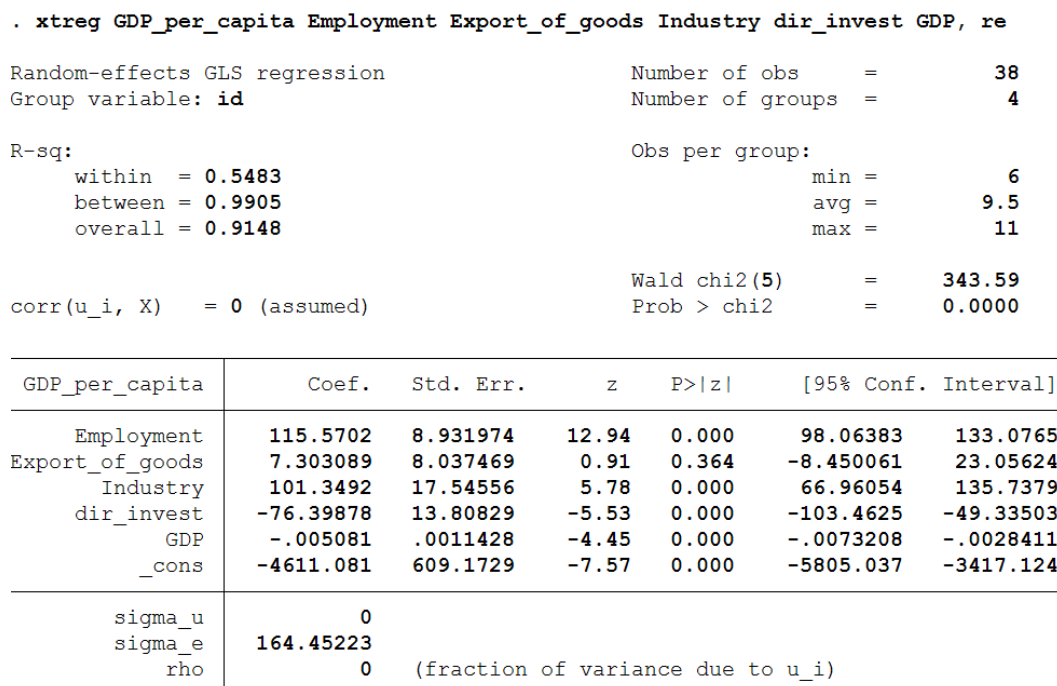 . xtreg GDP_per_capita Employment Export_of_goods Industry dir_invest GDP, re
Random-effects GLS regression Number of obs = 38
Group variable: id Number of groups = 4
R-sq: Obs per group:
within = 0.5483 min = 6
between = 0.9905 avg = 9.5
overall = 0.9148 max = 11
Wald chi2(5) = 343.59
corr(u_i, X) = 0 (assumed) Prob > chi2 = 0.0000
GDP_per_capita Coef. Std. Err. z P>|z| [95% Conf. Interval]
Employment 115.5702 8.931974 12.94 0.000 98.06383 133.0765
Export_of_goods 7.303089 8.037469 0.91 0.364 -8.450061 23.05624
Industry 101.3492 17.54556 5.78 0.000 66.96054 135.7379
dir_invest -76.39878 13.80829 -5.53 0.000 -103.4625 -49.33503
GDP -.005081 .0011428 -4.45 0.000 -.0073208 -.0028411
_cons -4611.081 609.1729 -7.57 0.000 -5805.037 -3417.124
sigma_u 0
sigma_e 164.45223
rho 0 (fraction of variance due to u_i)